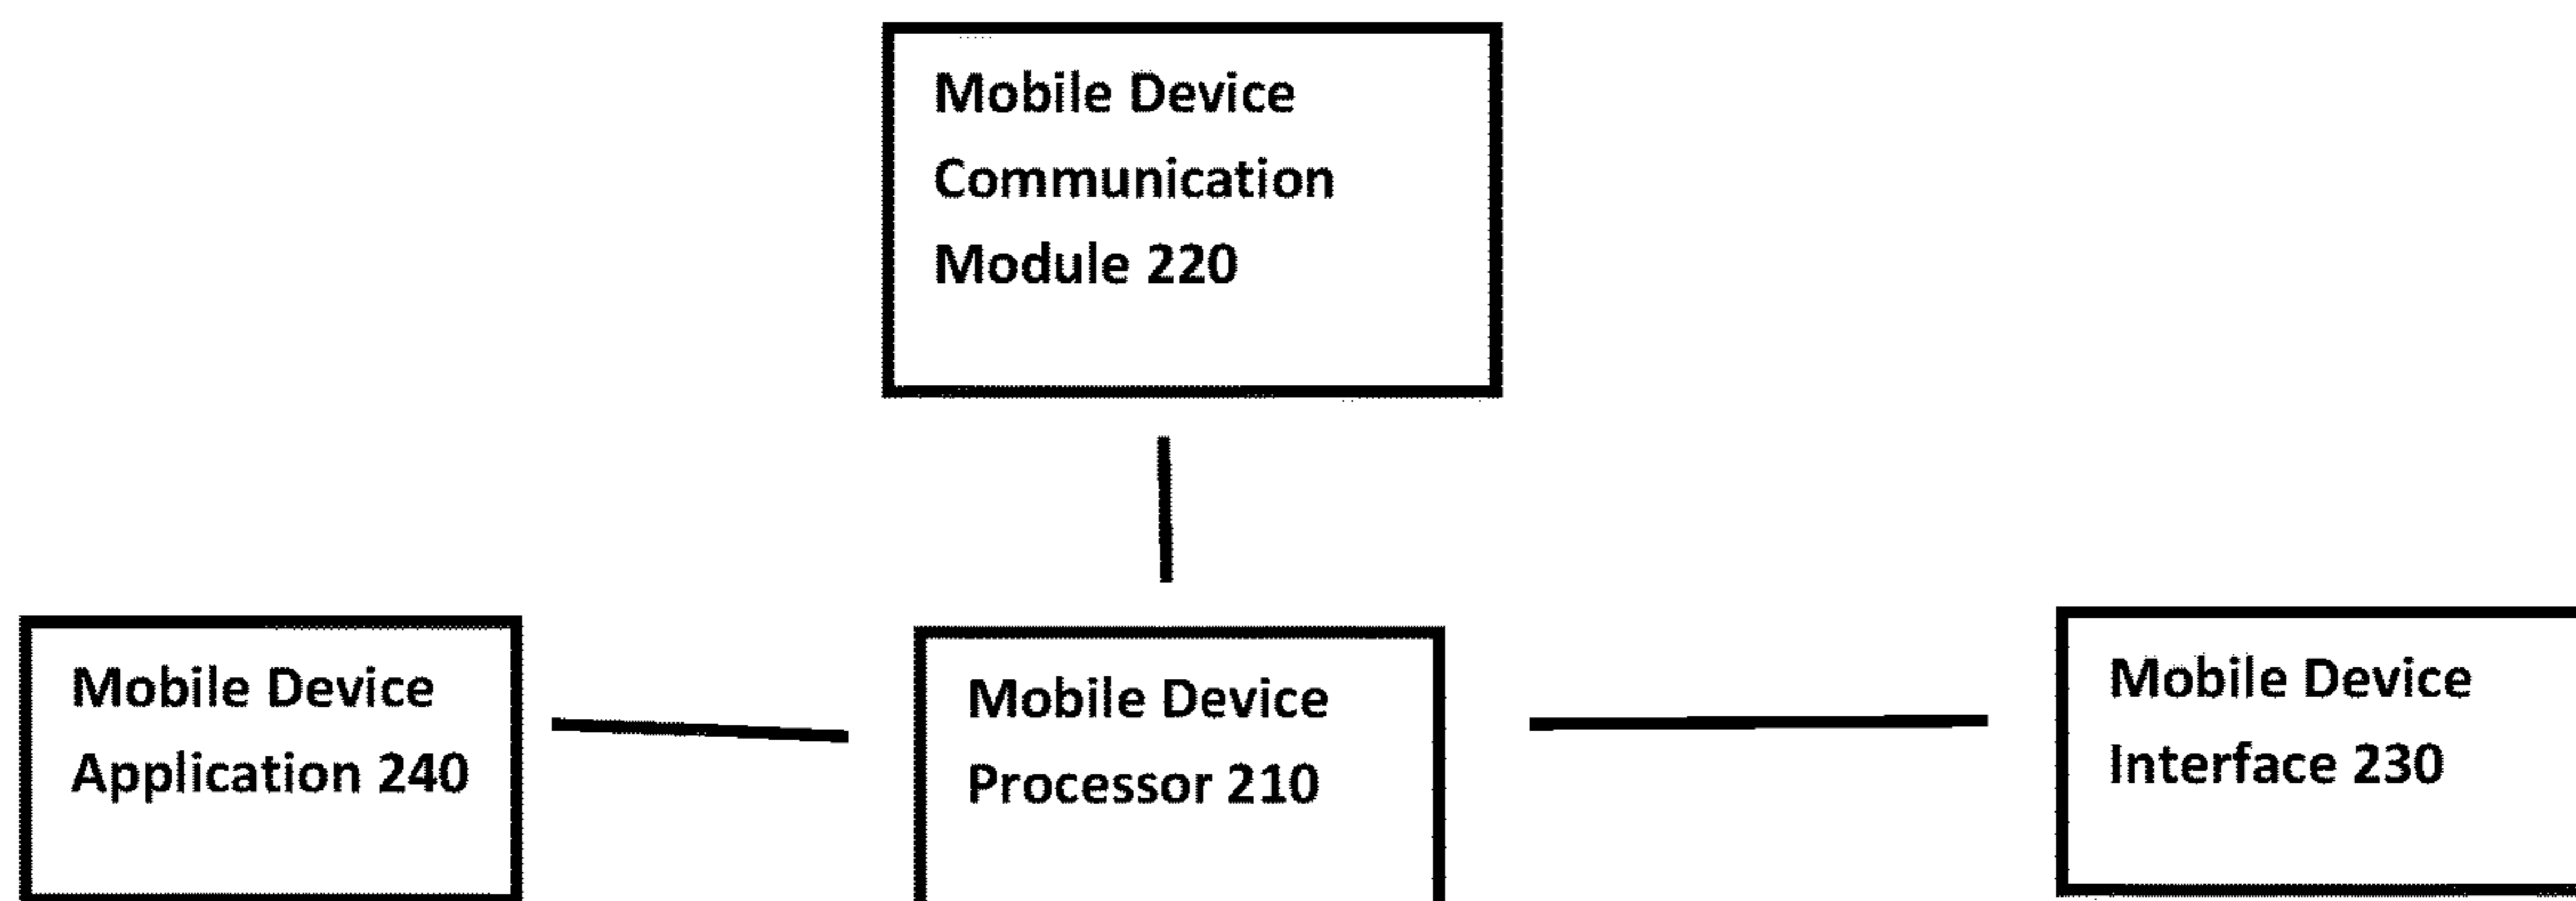 Mobile Device
Communication
Module 220
Mobile Device
Application 240
Mobile Device
Processor 210
Mobile Device
Interface 230